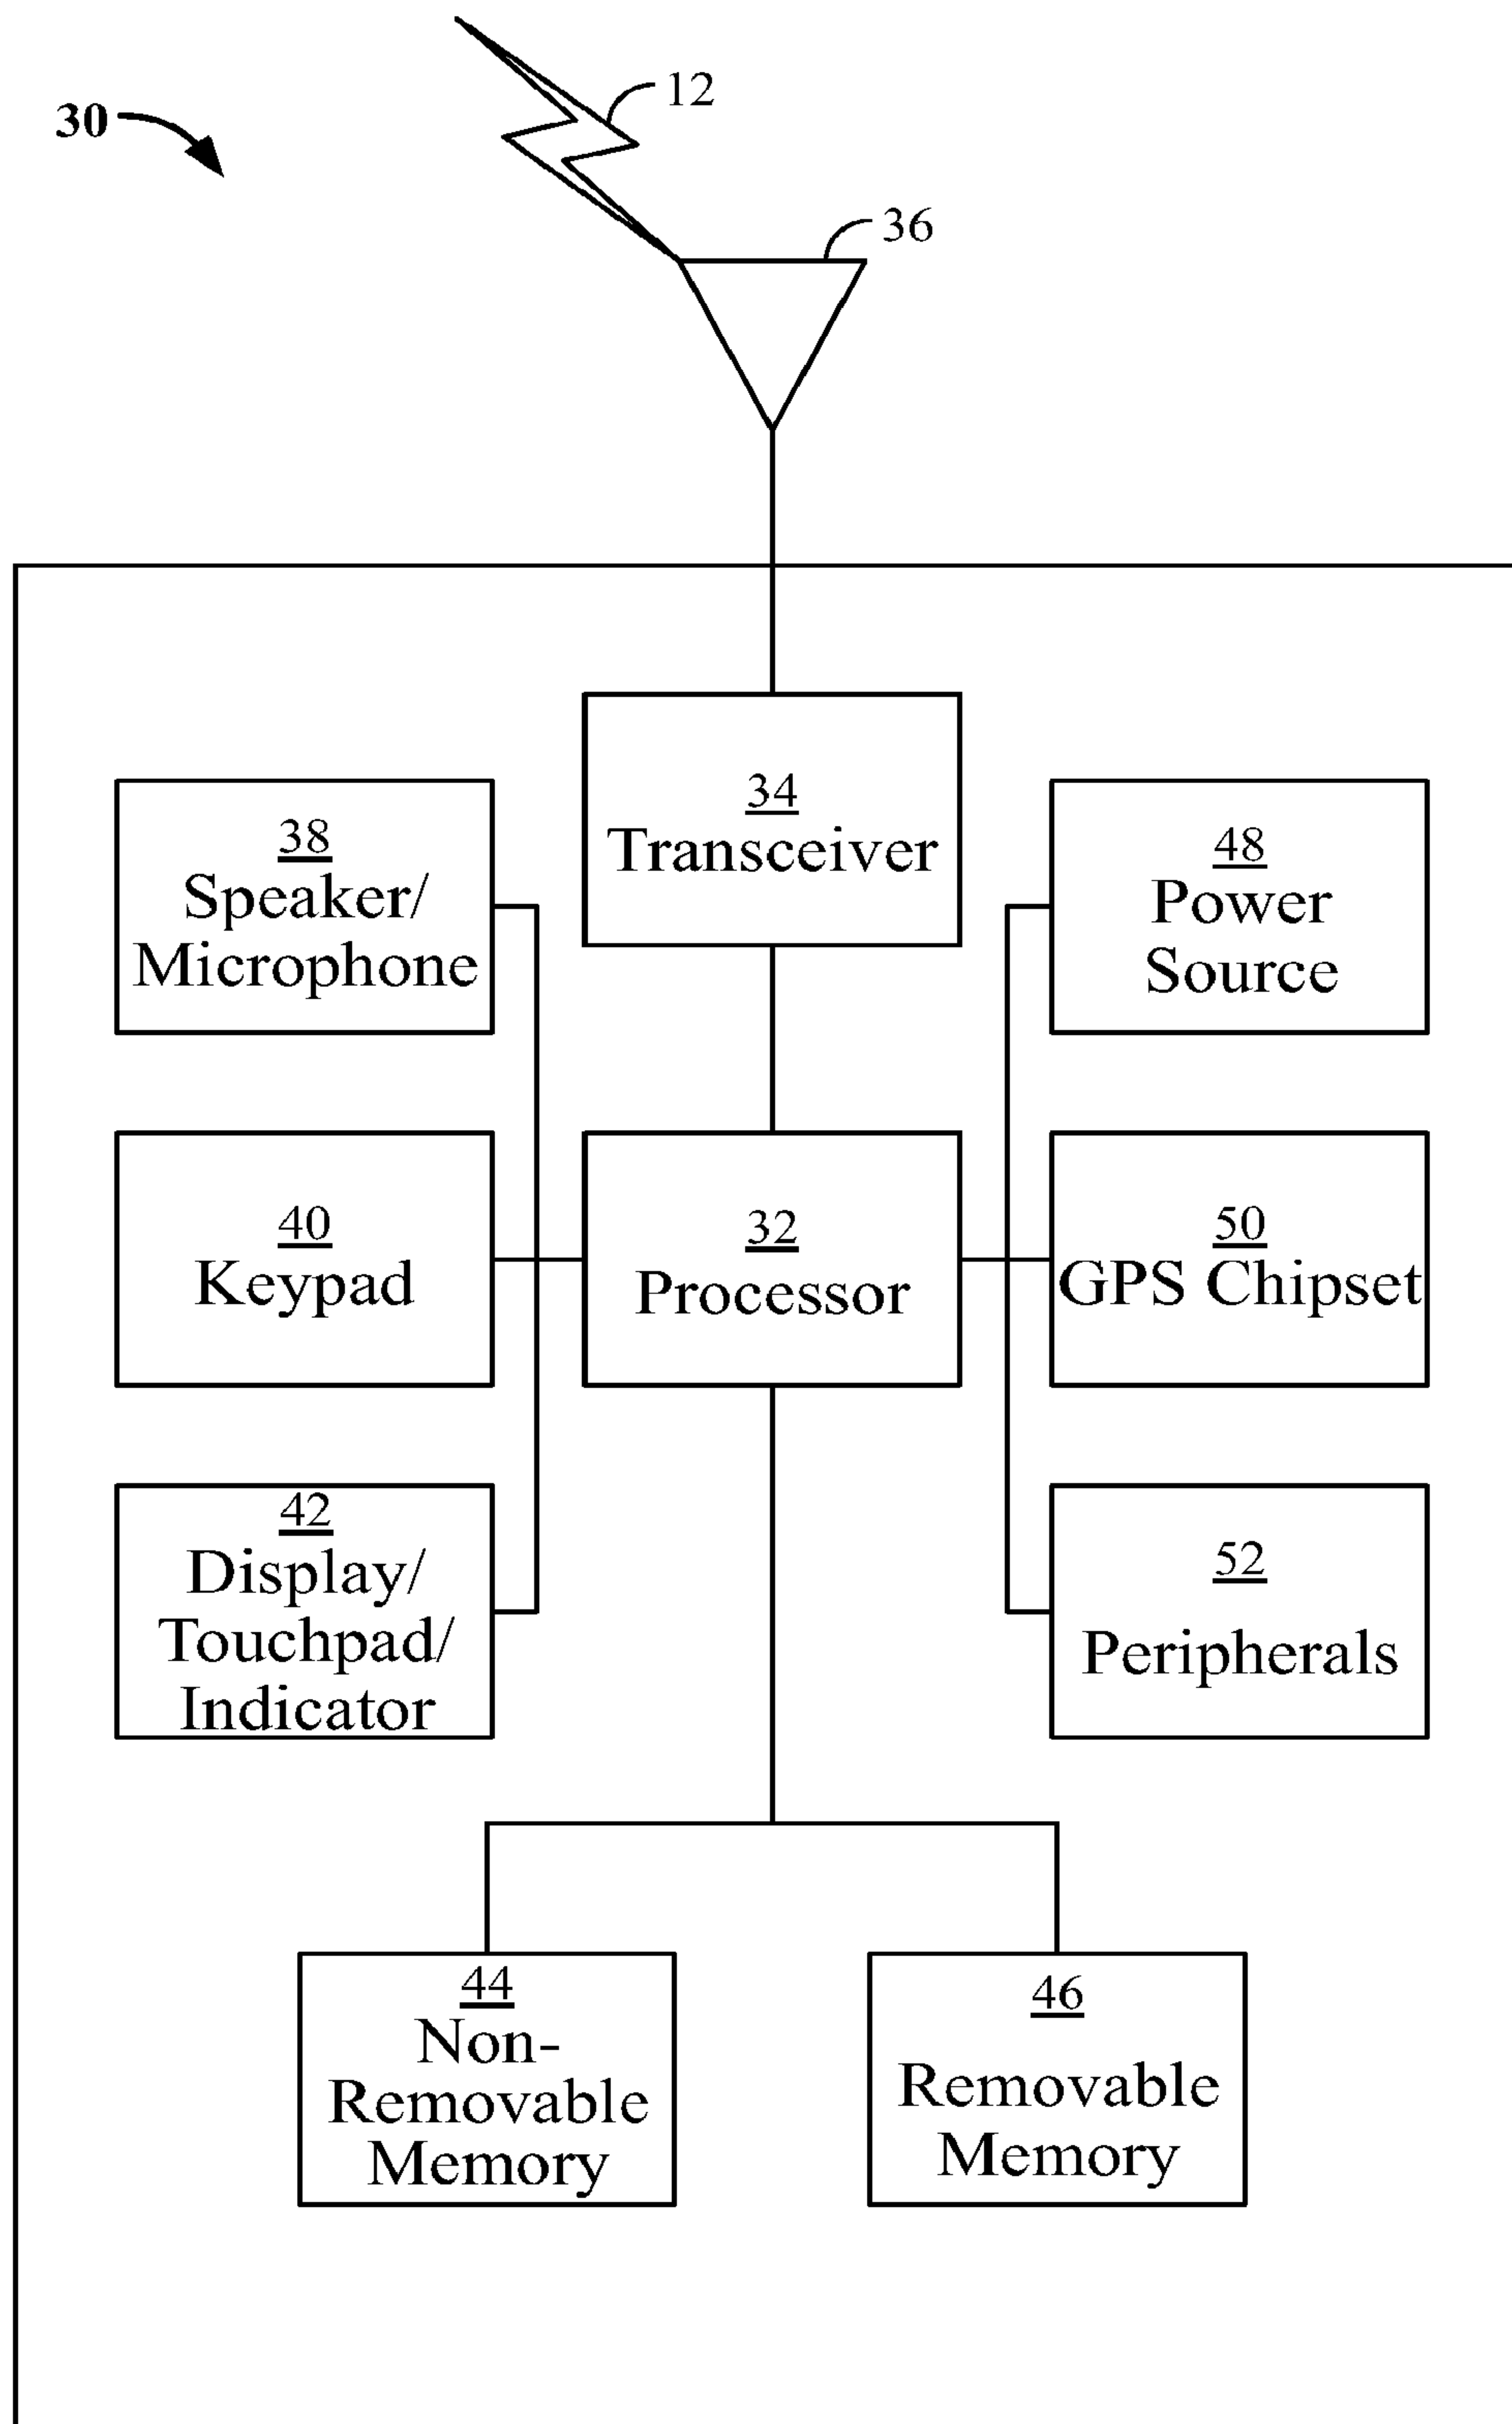 12
30
36
34
Transceiver
38
Speaker/
Microphone
48
Power
Source
40
Keypad
32
Processor
50
GPS Chipset
42
Display/
Touchpad/
Indicator
52
Peripherals
44
Non-
Removable
Memory
46
Removable
Memory